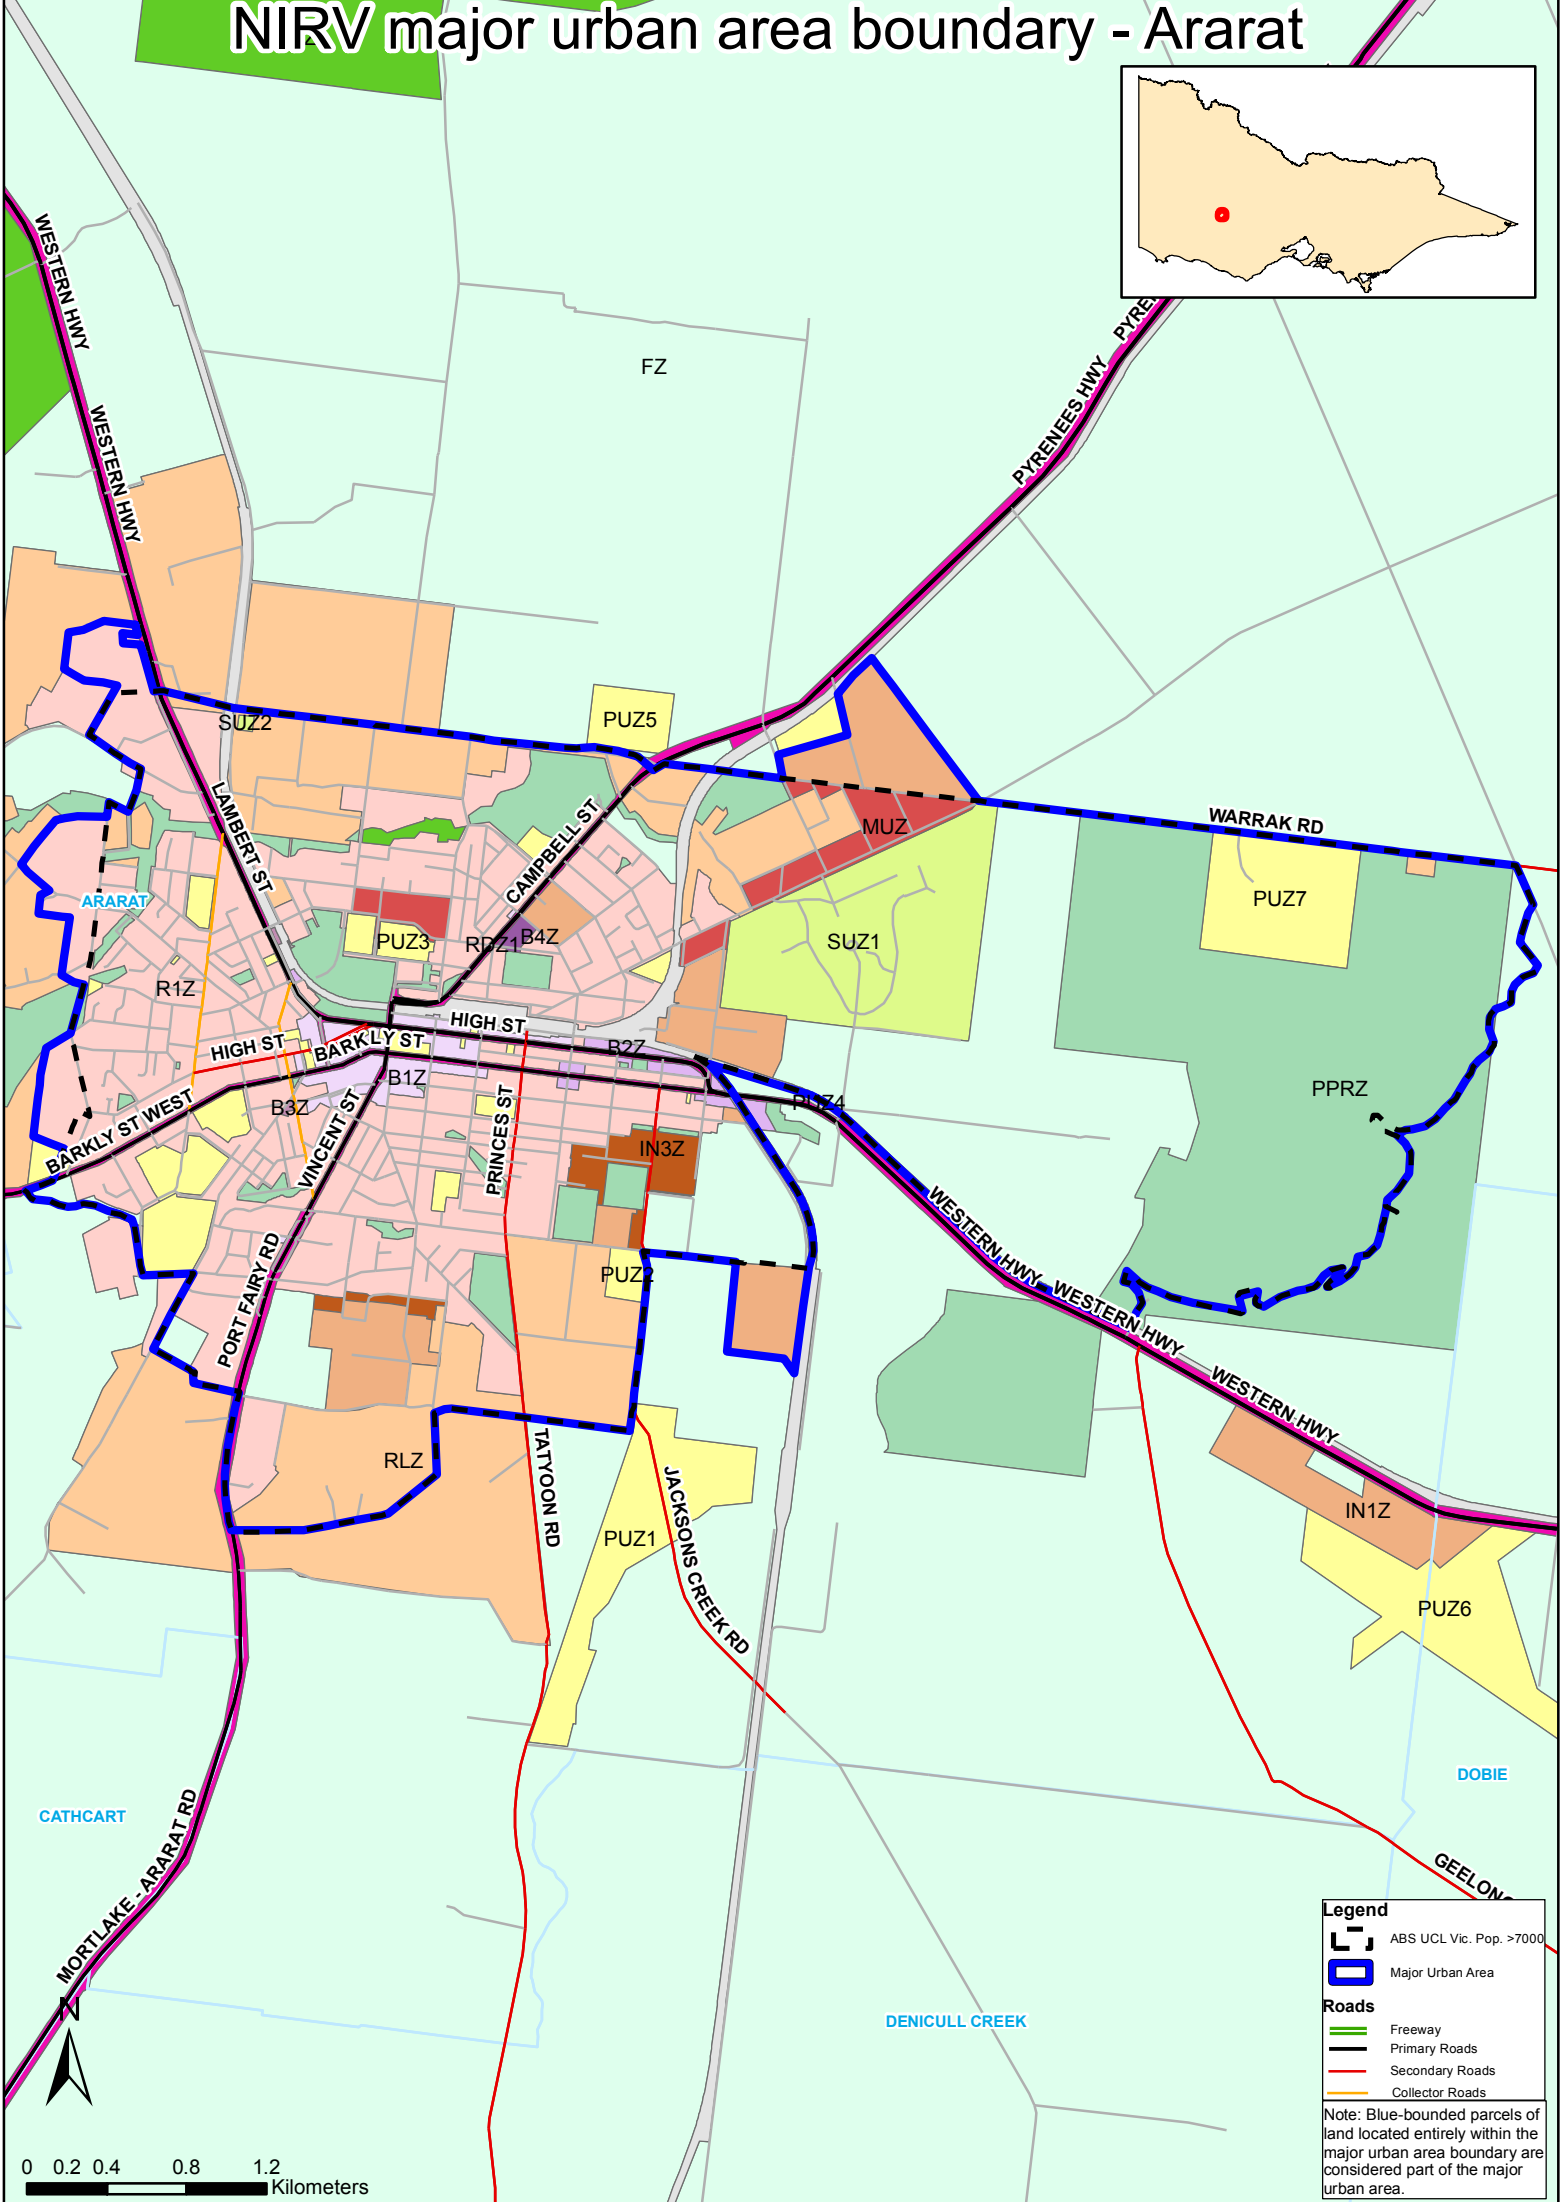 NIRV major urban area boundary - Ararat
WESTERN HWY
WESTERN HWY
FZ
PYRENEES HWY
SUZ2
PUZ5
LAMBERT ST
CAMPBELL ST
MUZ
WARRAK RD
ARARAT
PUZ7
PUZ3
RDZ1
B4Z
SUZ1
R1Z
HIGH ST
HIGH ST
BARKLY ST
B2Z
B1Z
B3Z
PUZ4
PPRZ
BARKLY ST WEST
VINCENT ST
PRINCES ST
IN3Z
WESTERN HWY
WESTERN HWY
WESTERN HWY
PORT FAIRY RD
PUZ2
RLZ
TATYOON RD
JACKSONS CREEK RD
PUZ1
IN1Z
PUZ6
DOBIE
CATHCART
MORTLAKE - ARARAT RD
DENICULL CREEK
N
0 0.2 0.4 0.8 1.2
Kilometers
Legend
ABS UCL Vic. Pop. >7000
Major Urban Area
Roads
Freeway
Primary Roads
Secondary Roads
Collector Roads
Note: Blue-bounded parcels of
land located entirely within the
major urban area boundary are
considered part of the major
urban area.